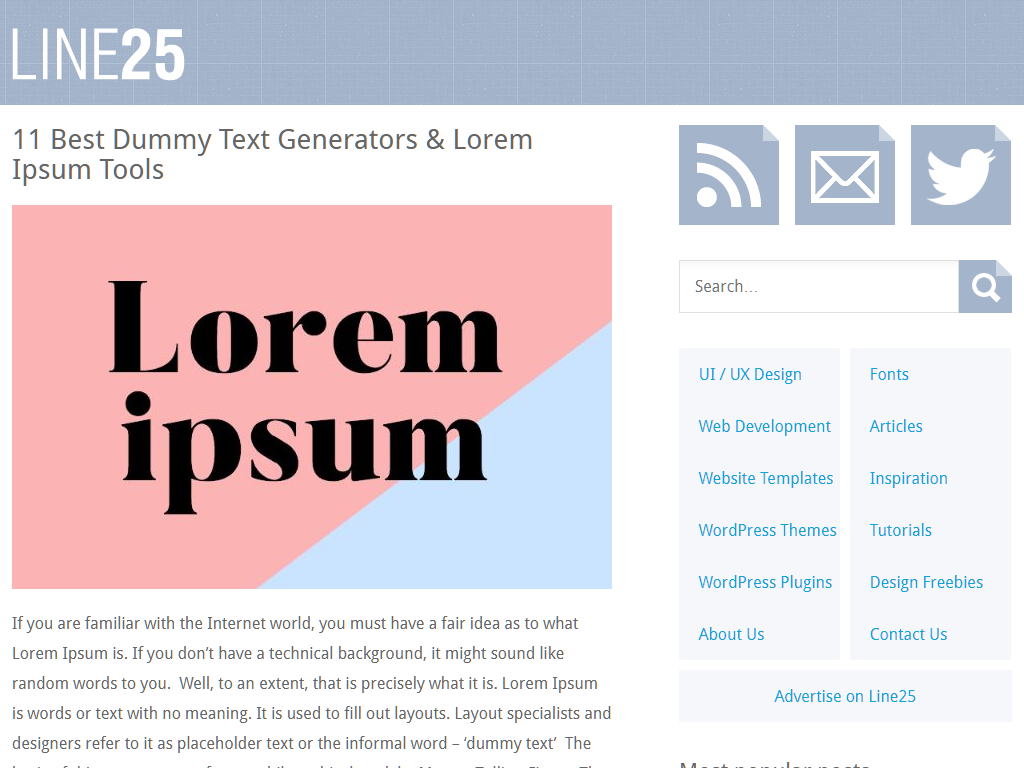 LINE25
11 Best Dummy Text Generators & Lorem
Ipsum Tools
Lorem
ipsum
If you are familiar with the Internet world, you must have a fair idea as to what
Lorem Ipsum is. If you don’t have a technical background, it might sound like
random words to you.  Well, to an extent, that is precisely what it is. Lorem Ipsum
is words or text with no meaning. It is used to fill out layouts. Layout specialists and
designers refer to it as placeholder text or the informal word – ‘dummy text’  The
Search…
UI / UX Design
Web Development
Website Templates
WordPress Themes
WordPress Plugins
About Us
Fonts
Articles
Inspiration
Tutorials
Design Freebies
Contact Us
Advertise on Line25
Most popular posts